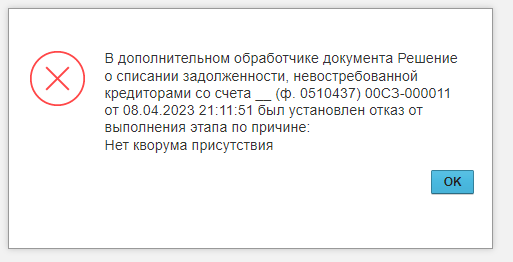 В дополнительном обработчике документа Решение
о списании задолженности, невостребованной
кредиторами со счета __ (ф. 0510437) 00СЗ-000011
от 08.04.2023 21:11:51 был установлен отказ от
выполнения этапа по причине:
Нет кворума присутствия
OK